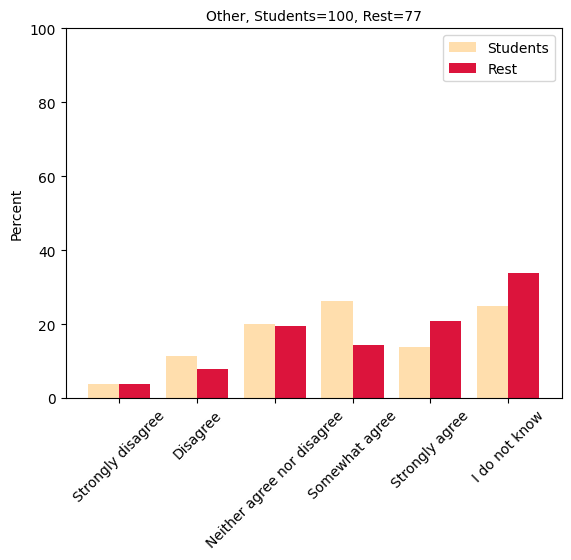 Other, Students=100, Rest=77
100
80
60
40
20
0
Percent
Students
Rest
Strongly disagree
Disagree
Neither agree nor disagree
Somewhat agree
Strongly agree
I do not know